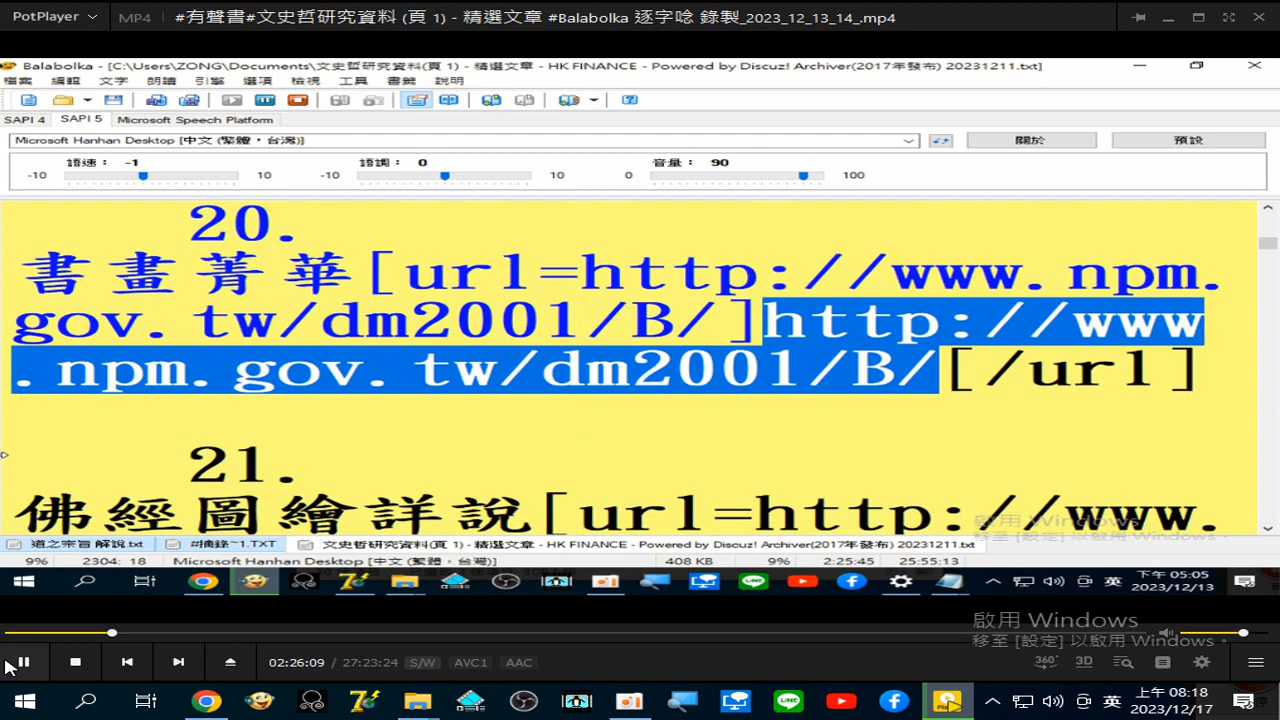 PotPlayer MP4 #有聲書#文史哲研究資料 (頁 1) - 精選文章 #Balabolka 逐字唸 錄製_2023_12_13_14_.mp4
Balabolka - [C:\Users\ZONG\Documents\文史哲研究資料(頁 1) - 精選文章 - HK FINANCE - Powered by Discuz! Archiver(2017年發布) 20231211.txt]
檔案 編輯 文字 朗讀 引擎 選項 檢視 工具 書籤 說明
SAPI 4 SAPI 5 Microsoft Speech Platform
Microsoft Hanhan Desktop [中文 (繁體，台灣)] 關於 預設
語速： -1 語調： 0 音量： 90
-10 10 -10 10 0 100
20.
書畫菁華[url=http://www.npm.
gov.tw/dm2001/B/]http://www
.npm.gov.tw/dm2001/B/[/url]
21.
佛經圖繪詳說[url=http://www.
啟用 Windows
移至 [設定] 以啟用 Windows。
道之宗旨 解說.txt #摘錄~1.TXT 文史哲研究資料(頁 1) - 精選文章 - HK FINANCE - Powered by Discuz! Archiver(2017年發布) 20231211.txt
9% 2304: 18 Microsoft Hanhan Desktop [中文 (繁體，台灣)] 408 KB 9% 2:25:45 25:55:13
英 下午 05:05
2023/12/13
啟用 Windows
移至 [設定] 以啟用 Windows。
02:26:09 / 27:23:24 S/W AVC1 AAC 360° 3D
英 上午 08:18
2023/12/17